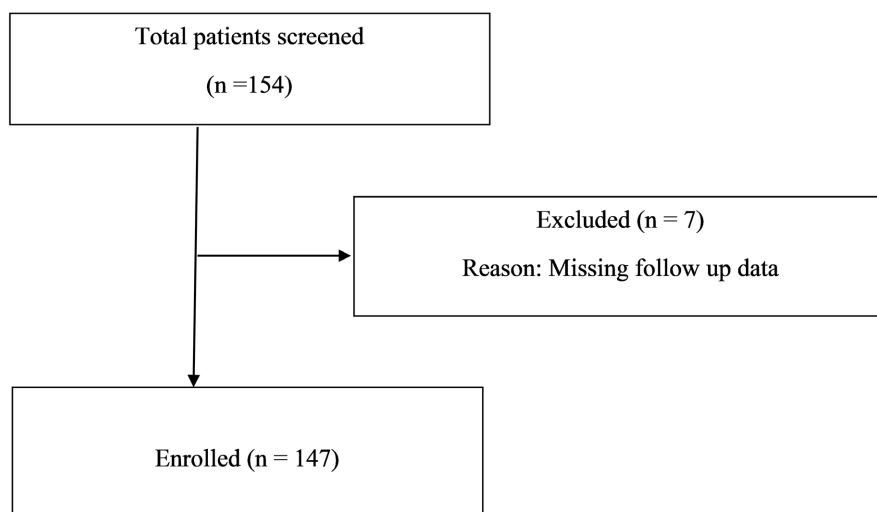 Total patients screened
(n =154)
Excluded (n = 7)
Reason: Missing follow up data
Enrolled (n = 147)